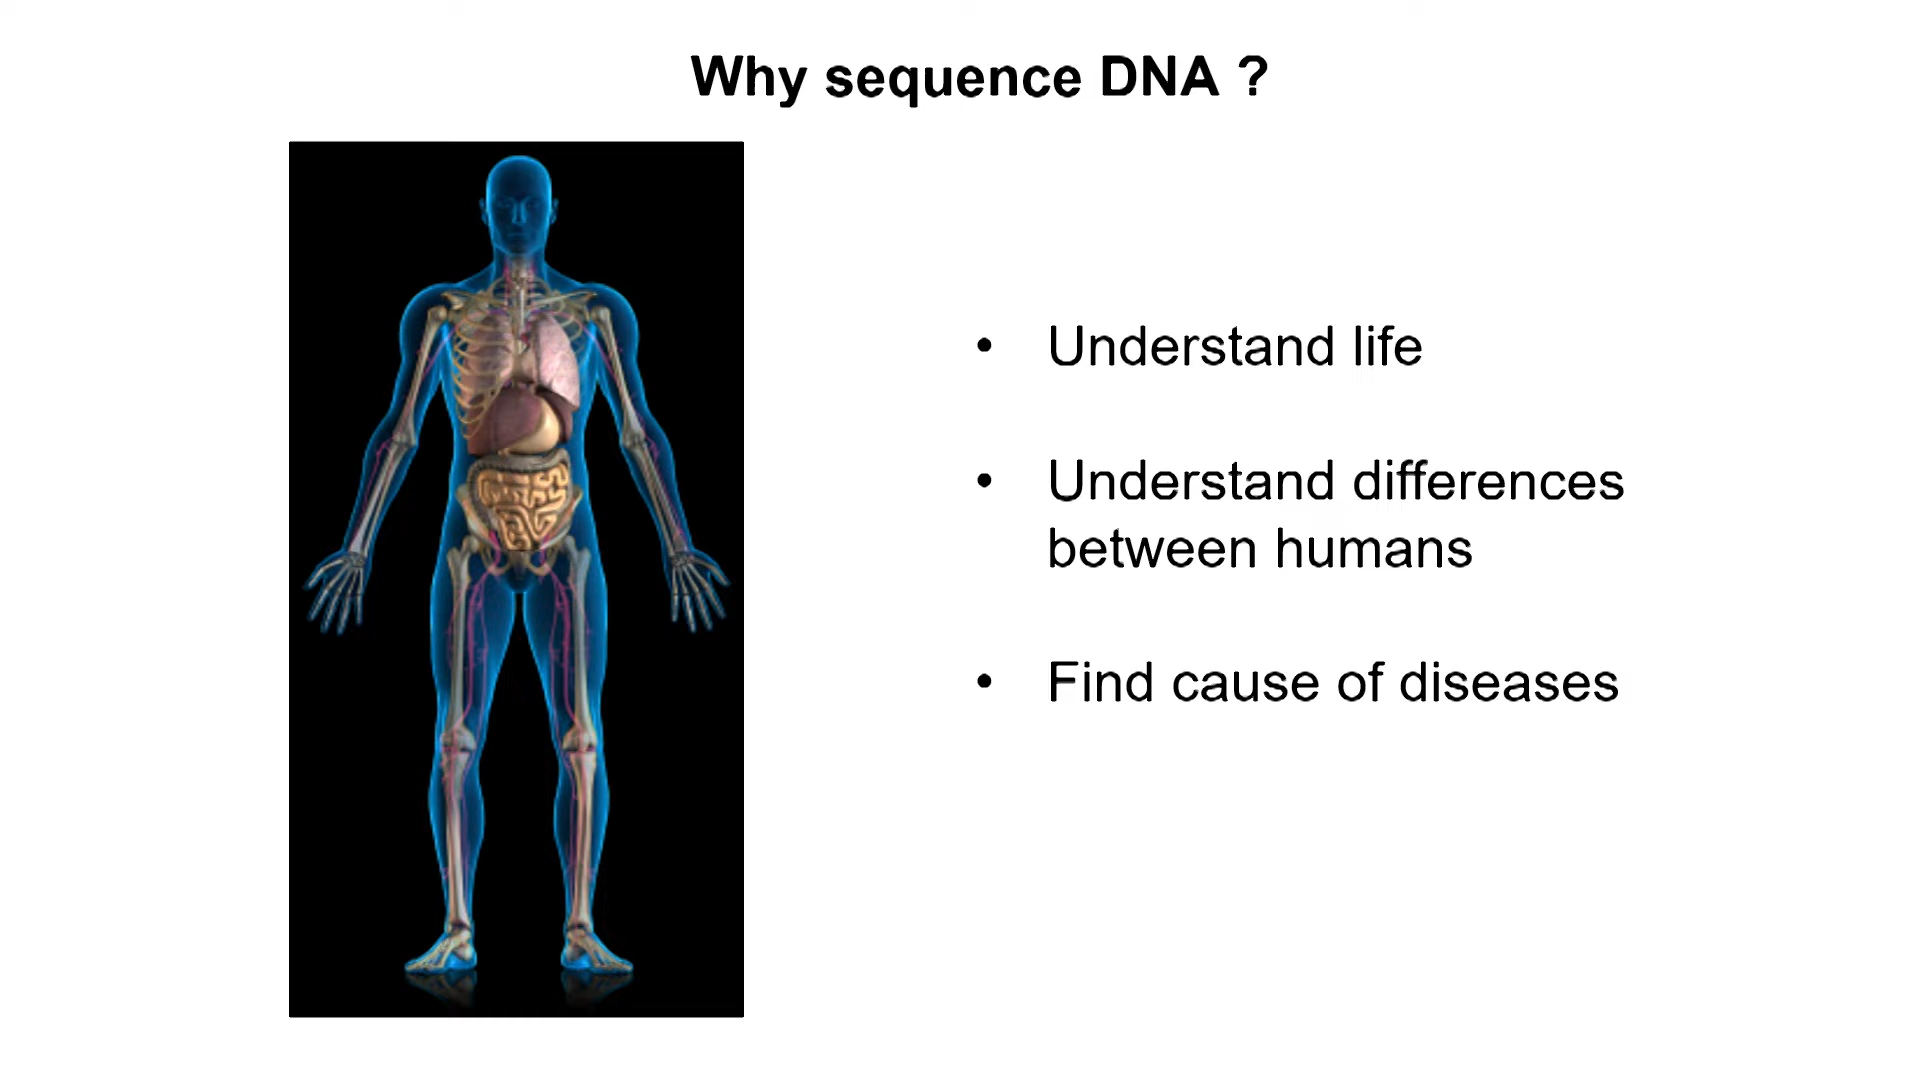 Why sequence DNA ?
• Understand life
• Understand differences
between humans
• Find cause of diseases